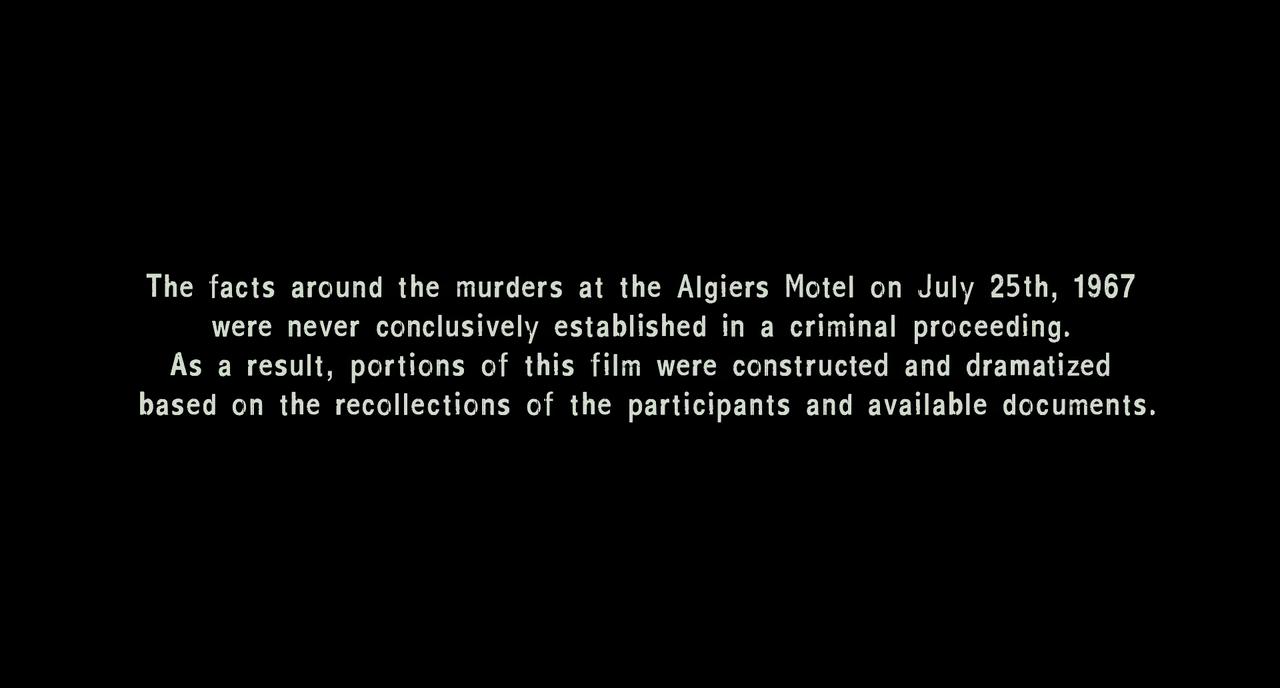 The facts around the murders at the Algiers Motel on July 25th, 1967
were never conclusively established in a criminal proceeding.
As a result, portions of this film were constructed and dramatized
based on the recollections of the participants and available documents.